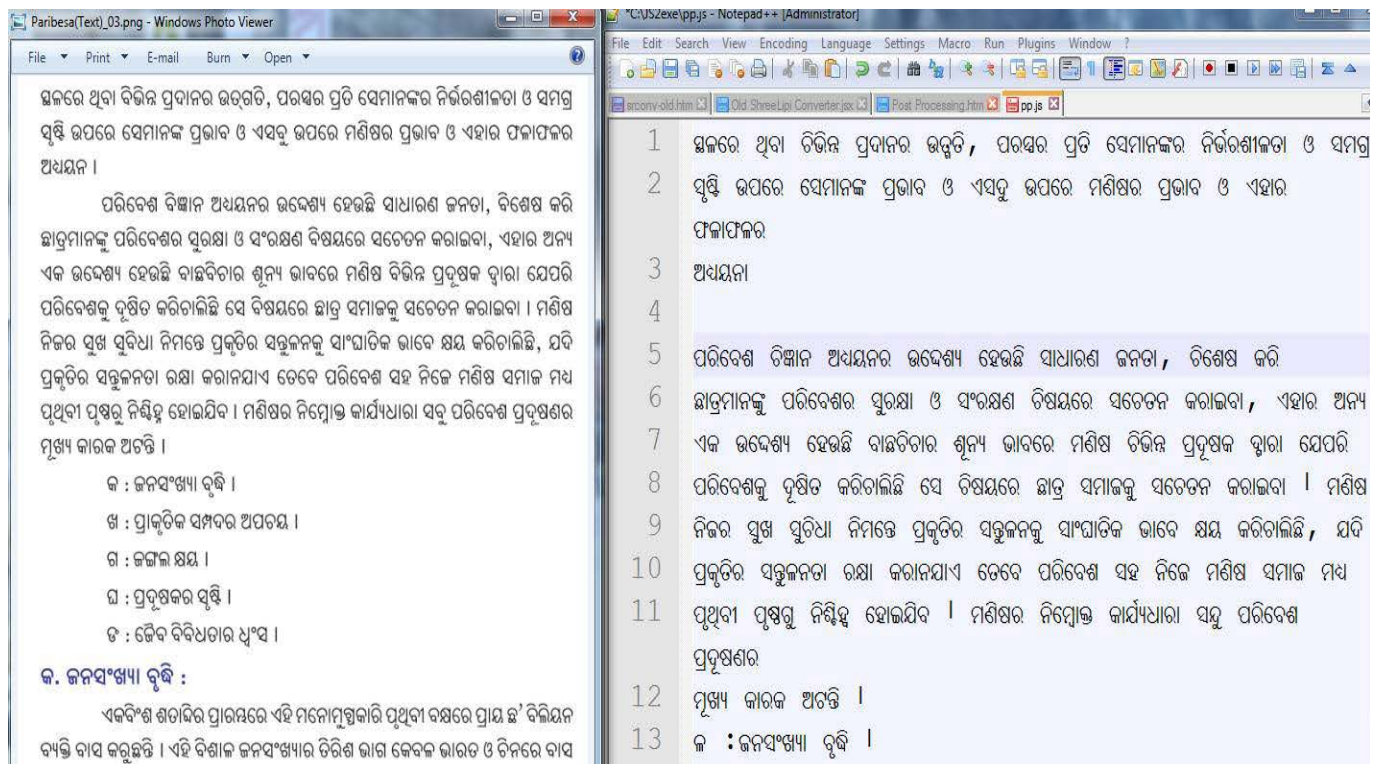 Paribesa(Text)_03.png - Windows Photo Viewer
File Print E-mail Burn Open
ସ୍ଥଳରେ ଥିବା ବିଭିନ୍ନ ପ୍ରଦାନର ଉତ୍‌ଗତି, ପରସ୍ପର ପ୍ରତି ସେମାନଙ୍କର ନିର୍ଭରଶୀଳତା ଓ ସମଗ୍ର
ସୃଷ୍ଟି ଉପରେ ସେମାନଙ୍କ ପ୍ରଭାବ ଓ ଏସବୁ ଉପରେ ମଣିଷର ପ୍ରଭାବ ଓ ଏହାର ଫଳାଫଳର
ଅଧ୍ୟୟନ ।
ପରିବେଶ ବିଜ୍ଞାନ ଅଧ୍ୟୟନର ଉଦ୍ଦେଶ୍ୟ ହେଉଛି ସାଧାରଣ ଜନତା, ବିଶେଷ କରି
ଛାତ୍ରମାନଙ୍କୁ ପରିବେଶର ସୁରକ୍ଷା ଓ ସଂରକ୍ଷଣ ବିଷୟରେ ସଚେତନ କରାଇବା, ଏହାର ଅନ୍ୟ
ଏକ ଉଦ୍ଦେଶ୍ୟ ହେଉଛି ବାଛବିଚାର ଶୂନ୍ୟ ଭାବରେ ମଣିଷ ବିଭିନ୍ନ ପ୍ରଦୂଷକ ଦ୍ୱାରା ଯେପରି
ପରିବେଶକୁ ଦୂଷିତ କରିଚାଲିଛି ସେ ବିଷୟରେ ଛାତ୍ର ସମାଜକୁ ସଚେତନ କରାଇବା । ମଣିଷ
ନିଜର ସୁଖ ସୁବିଧା ନିମନ୍ତେ ପ୍ରକୃତିର ସନ୍ତୁଳନକୁ ସାଂଘାତିକ ଭାବେ କ୍ଷୟ କରିଚାଲିଛି, ଯଦି
ପ୍ରକୃତିର ସନ୍ତୁଳନତା ରକ୍ଷା କରାନଯାଏ ତେବେ ପରିବେଶ ସହ ନିଜେ ମଣିଷ ସମାଜ ମଧ୍ୟ
ପୃଥିବୀ ପୃଷ୍ଠରୁ ନିଶ୍ଚିହ୍ନ ହୋଇଯିବ । ମଣିଷର ନିମ୍ନୋକ୍ତ କାର୍ଯ୍ୟଧାରା ସବୁ ପରିବେଶ ପ୍ରଦୂଷଣର
ମୂଖ୍ୟ କାରକ ଅଟନ୍ତି ।
କ : ଜନସଂଖ୍ୟା ବୃଦ୍ଧି ।
ଖ : ପ୍ରାକୃତିକ ସମ୍ପଦର ଅପଚୟ ।
ଗ : ଜଙ୍ଗଲ କ୍ଷୟ ।
ଘ : ପ୍ରଦୂଷକର ସୃଷ୍ଟି ।
ଙ : ଜୈବ ବିବିଧତାର ଧ୍ୱଂସ ।
କ. ଜନସଂଖ୍ୟା ବୃଦ୍ଧି :
ଏକବିଂଶ ଶତାବ୍ଦିର ପ୍ରାରମ୍ଭରେ ଏହି ମନୋମୁଗ୍ଧକାରି ପୃଥିବୀ ବକ୍ଷରେ ପ୍ରାୟ ଛ’ ବିଲିୟନ
ବ୍ୟକ୍ତି ବାସ କରୁଛନ୍ତି । ଏହି ବିଶାଳ ଜନସଂଖ୍ୟାର ତିରିଶ ଭାଗ କେବଳ ଭାରତ ଓ ଚିନରେ ବାସ
*C:\JS2exe\pp.js - Notepad++ [Administrator]
File Edit Search View Encoding Language Settings Macro Run Plugins Window ?
srconv-old.htm Old ShreeLipi Converter.jsx Post Processing.htm pp.js
1 ସ୍ଥଳରେ ଥିବା ଚିଭିନ୍ନ ପ୍ରଦାନର ଉତ୍ସୃତି, ପରସ୍ପର ପ୍ରତି ସେମାନଙ୍କର ନିର୍ଭରଶୀଳତା ଓ ସମଗ୍ର
2 ସୃଷ୍ଟି ଉପରେ ସେମାନଙ୍କ ପ୍ରଭାବ ଓ ଏସଦୁ ଉପରେ ମଣିଷର ପ୍ରଭାବ ଓ ଏହାର
ଫଳାଫଳର
3 ଅଧ୍ୟୟନା
4
5 ପରିବେଶ ଚିଜ୍ଞାନ ଅଧ୍ୟୟନର ଉଦ୍ଦେଶ୍ୟ ହେଉଛି ସାଧାରଣ ଜନତା, ଚିଶେଷ କରି
6 ଛାତ୍ରମାନଙ୍କୁ ପରିବେଶର ସୁରକ୍ଷା ଓ ସଂରକ୍ଷଣ ଚିଷୟରେ ସଚେତନ କରାଇବା, ଏହାର ଅନ୍ୟ
7 ଏକ ଉଦ୍ଦେଶ୍ୟ ହେଉଛି ବାଛଚିଚାର ଶୂନ୍ୟ ଭାବରେ ମଣିଷ ଚିଭିନ୍ନ ପ୍ରଦୂଷକ ଦ୍ୱାରା ଯେପରି
8 ପରିବେଶକୁ ଦୂଷିତ କରିଚାଲିଛି ସେ ଚିଷୟରେ ଛାତ୍ର ସମାଜକୁ ସଚେତନ କରାଇବା । ମଣିଷ
9 ନିଜର ସୁଖ ସୁଚିଧା ନିମନ୍ତେ ପ୍ରକୃତିର ସନ୍ତୁଳନକୁ ସାଂଘାତିକ ଭାବେ କ୍ଷୟ କରିଚାଲିଛି, ଯଦି
10 ପ୍ରକୃତିର ସନ୍ତୁଳନତା ରକ୍ଷା କରାନଯାଏ ତେବେ ପରିବେଶ ସହ ନିଜେ ମଣିଷ ସମାଜ ମଧ୍ୟ
11 ପୃଥିବୀ ପୃଷ୍ଠଗୁ ନିଶ୍ଚିହ୍ନ ହୋଇଯିବ । ମଣିଷର ନିମ୍ନୋକ୍ତ କାର୍ଯ୍ୟଧାରା ସନ୍ଦୁ ପରିବେଶ
ପ୍ରଦୂଷଣର
12 ମୂଖ୍ୟ କାରକ ଅଟନ୍ତି ।
13 ଳ :ଜନସଂଖ୍ୟା ବୃଦ୍ଧି ।